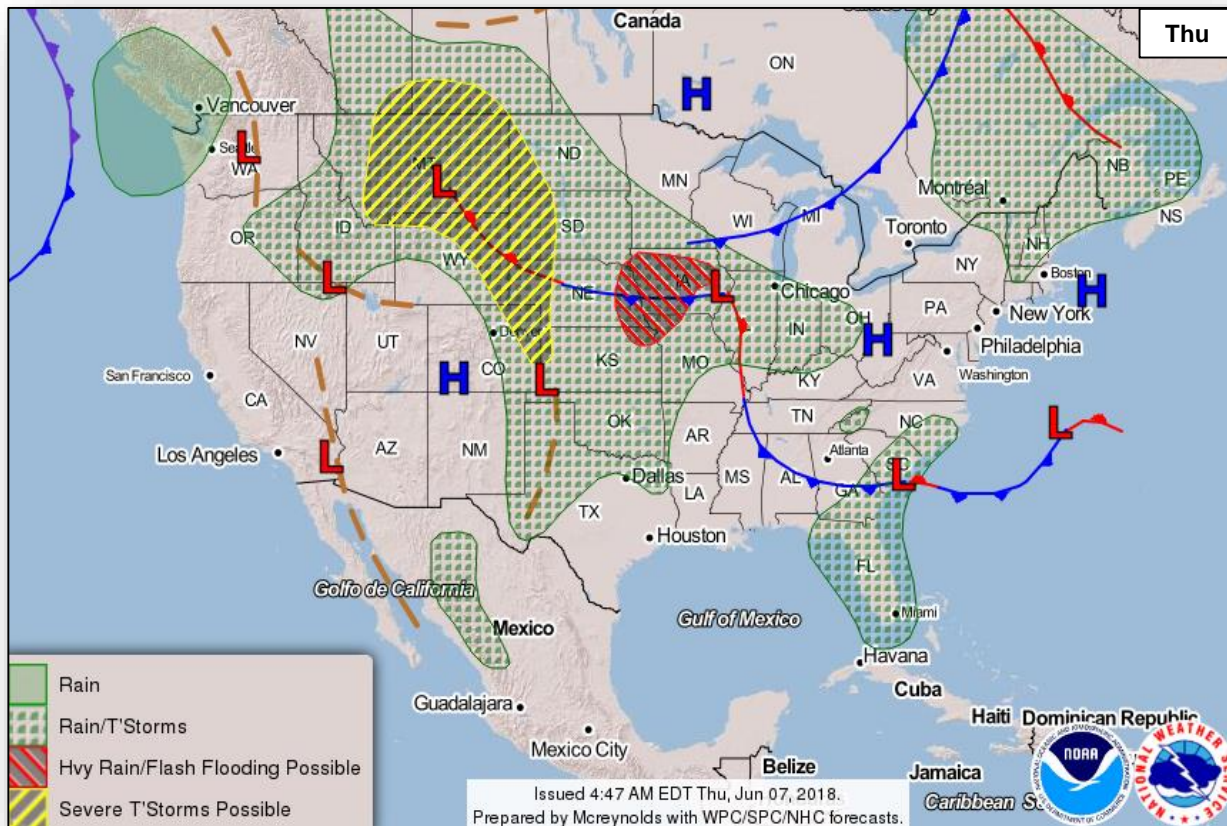 Canada
Thu
ON
H
Vancouver
Seattle
L
WA
MT
L
ND
MN
NB
PE
Montréal
NS
OR
ID
SD
WI
MI
Toronto
NH
WY
NY
Boston
H
L
NE
IA
L
Chicago
New York
PA
NV
UT
Denver
IN
OH
H
Philadelphia
San Francisco
H
CO
KS
MO
Washington
L
KY
VA
CA
OK
TN
NC
L
Los Angeles
L
AZ
NM
AR
Atlanta
SC
L
Dallas
MS
AL
GA
LA
TX
Houston
FL
Golfo de California
Miami
Gulf of Mexico
Mexico
Havana
Rain
Cuba
Guadalajara
Haiti
Dominican Republic
Rain/T'Storms
Mexico City
Hvy Rain/Flash Flooding Possible
Belize
Jamaica
Severe T'Storms Possible
Issued 4:47 AM EDT Thu, Jun 07, 2018.
Caribbean
Prepared by Mcreynolds with WPC/SPC/NHC forecasts.
NOAA
NATIONAL WEATHER SERVICE